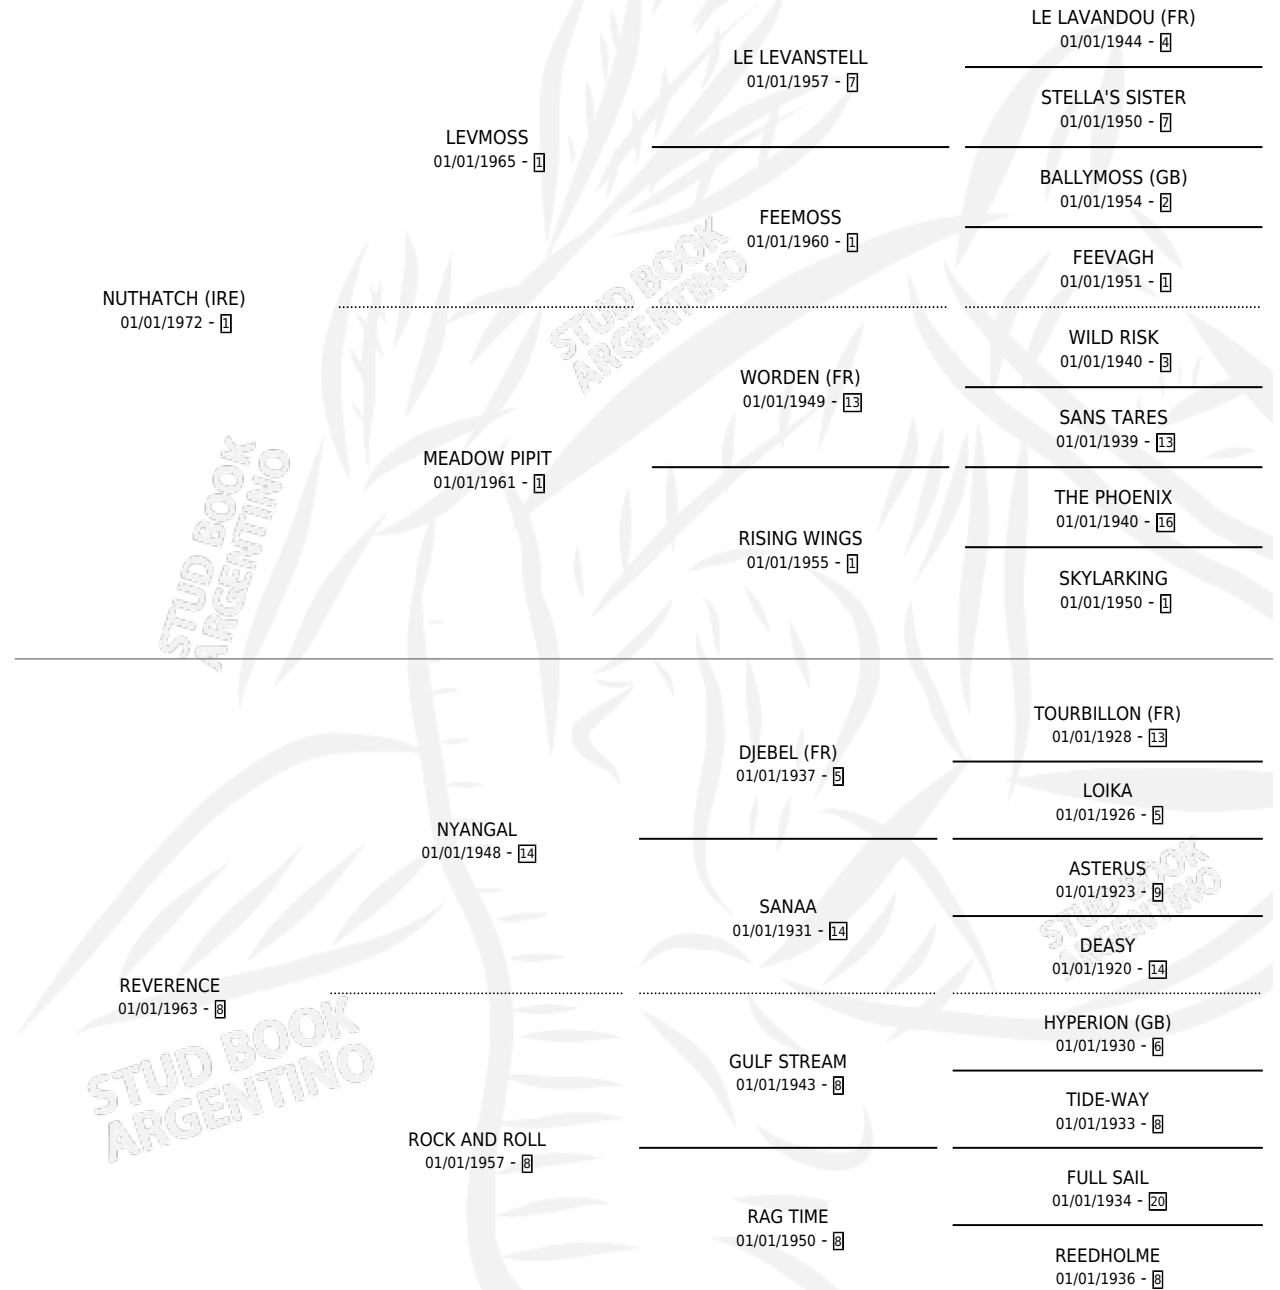 LE LAVANDOU (FR)
01/01/1944 - 4
LE LEVANSTELL
01/01/1957 - 7
STELLA'S SISTER
01/01/1950 - 7
LEVMOSS
01/01/1965 - 1
BALLYMOSS (GB)
01/01/1954 - 2
FEEMOSS
01/01/1960 - 1
FEEVAGH
01/01/1951 - 1
NUTHATCH (IRE)
01/01/1972 - 1
WILD RISK
01/01/1940 - 3
WORDEN (FR)
01/01/1949 - 13
SANS TARES
01/01/1939 - 13
MEADOW PIPIT
01/01/1961 - 1
THE PHOENIX
01/01/1940 - 16
RISING WINGS
01/01/1955 - 1
SKYLARKING
01/01/1950 - 1
TOURBILLON (FR)
01/01/1928 - 13
DJEBEL (FR)
01/01/1937 - 5
LOIKA
01/01/1926 - 5
NYANGAL
01/01/1948 - 14
ASTERUS
01/01/1923 - 9
SANAA
01/01/1931 - 14
DEASY
01/01/1920 - 14
REVERENCE
01/01/1963 - 8
HYPERION (GB)
01/01/1930 - 6
GULF STREAM
01/01/1943 - 8
TIDE-WAY
01/01/1933 - 8
ROCK AND ROLL
01/01/1957 - 8
FULL SAIL
01/01/1934 - 20
RAG TIME
01/01/1950 - 8
REEDHOLME
01/01/1936 - 8
STUD BOOK
ARGENTINO
STUD BOOK
ARGENTINO
STUD BOOK
ARGENTINO
STUD BOOK
ARGENTINO